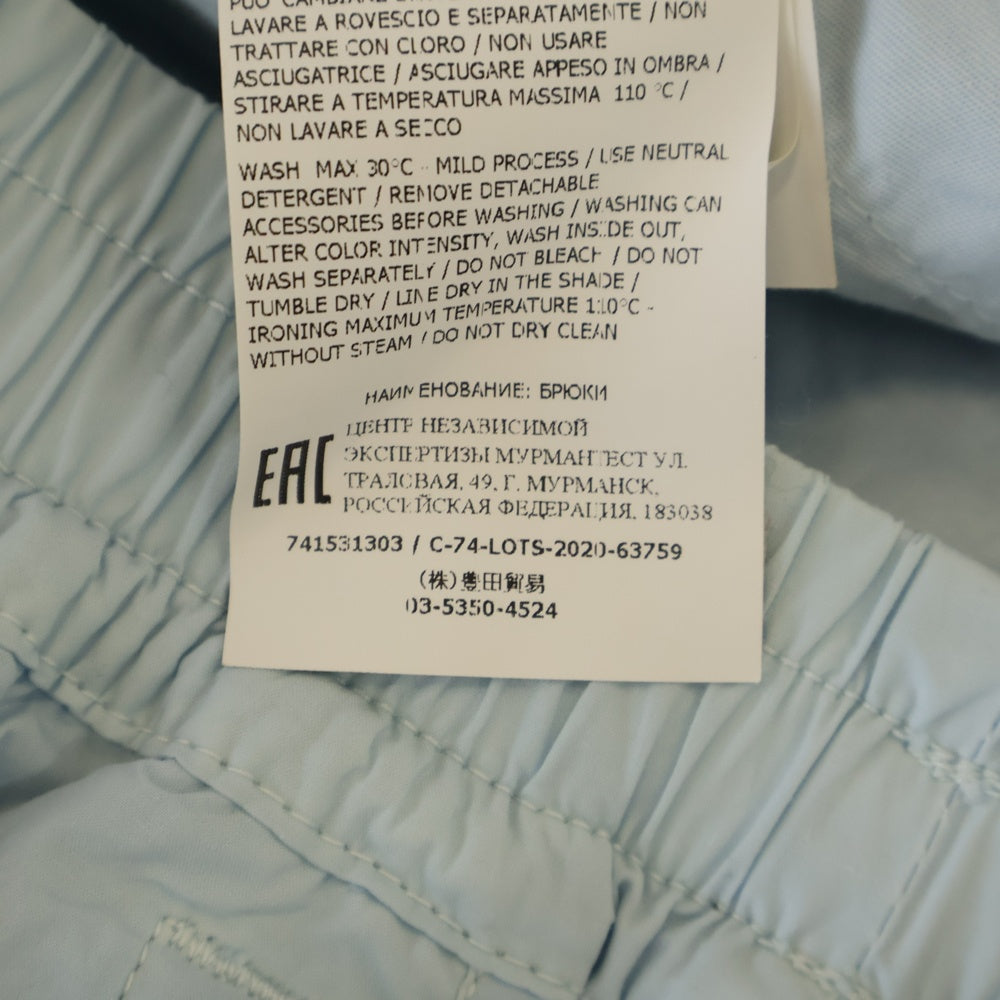 LAVARE A ROVESCIO E SEPARATAMENTE / NON
TRATTARE CON CLORO / NON USARE
ASCIUGATRICE / ASCIUGARE APPESO IN OMBRA /
STIRARE A TEMPERATURA MASSIMA 110 °C /
NON LAVARE A SECCO
WASH MAX 30°C - MILD PROCESS / USE NEUTRAL
DETERGENT / REMOVE DETACHABLE
ACCESSORIES BEFORE WASHING / WASHING CAN
ALTER COLOR INTENSITY, WASH INSIDE OUT,
WASH SEPARATELY / DO NOT BLEACH / DO NOT
TUMBLE DRY / LINE DRY IN THE SHADE /
IRONING MAXIMUM TEMPERATURE 110°C -
WITHOUT STEAM / DO NOT DRY CLEAN
НАИМЕНОВАНИЕ: БРЮКИ
EAC
ЦЕНТР НЕЗАВИСИМОЙ
ЭКСПЕРТИЗЫ МУРМАНТЕСТ УЛ.
ТРАЛОВАЯ, 49, Г. МУРМАНСК,
РОССИЙСКАЯ ФЕДЕРАЦИЯ, 183038
741531303 / C-74-LOTS-2020-63759
(株)豊田貿易
03-5350-4524